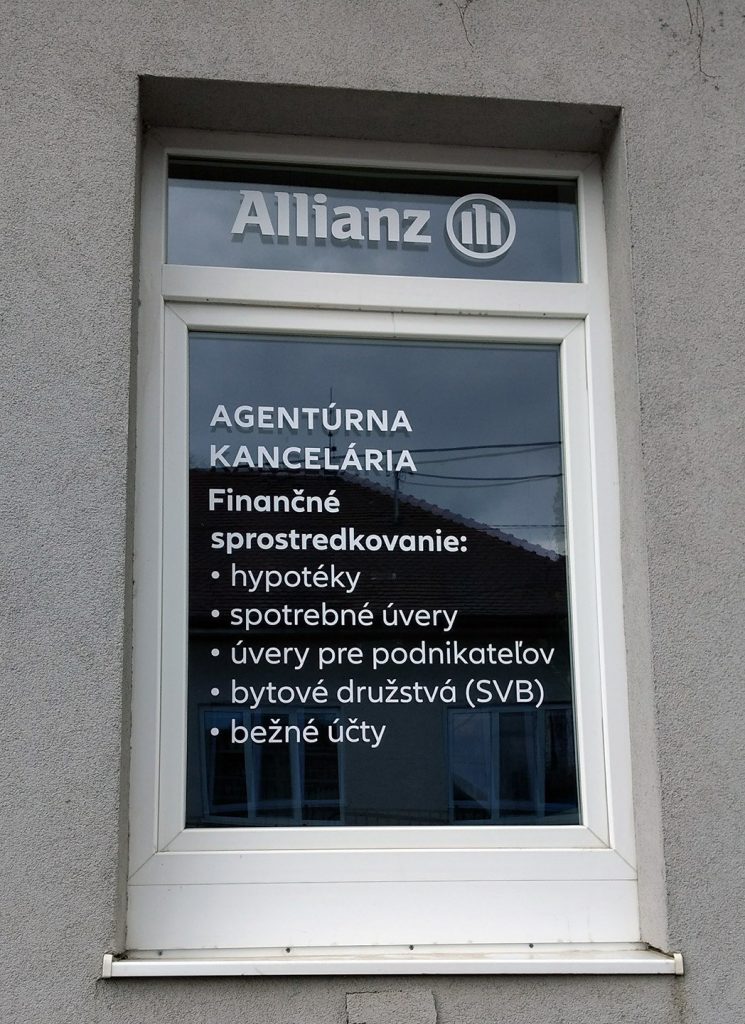 Allianz
AGENTÚRNA
KANCELÁRIA
Finančné
sprostredkovanie:
• hypotéky
• spotrebné úvery
• úvery pre podnikateľov
• bytové družstvá (SVB)
• bežné účty